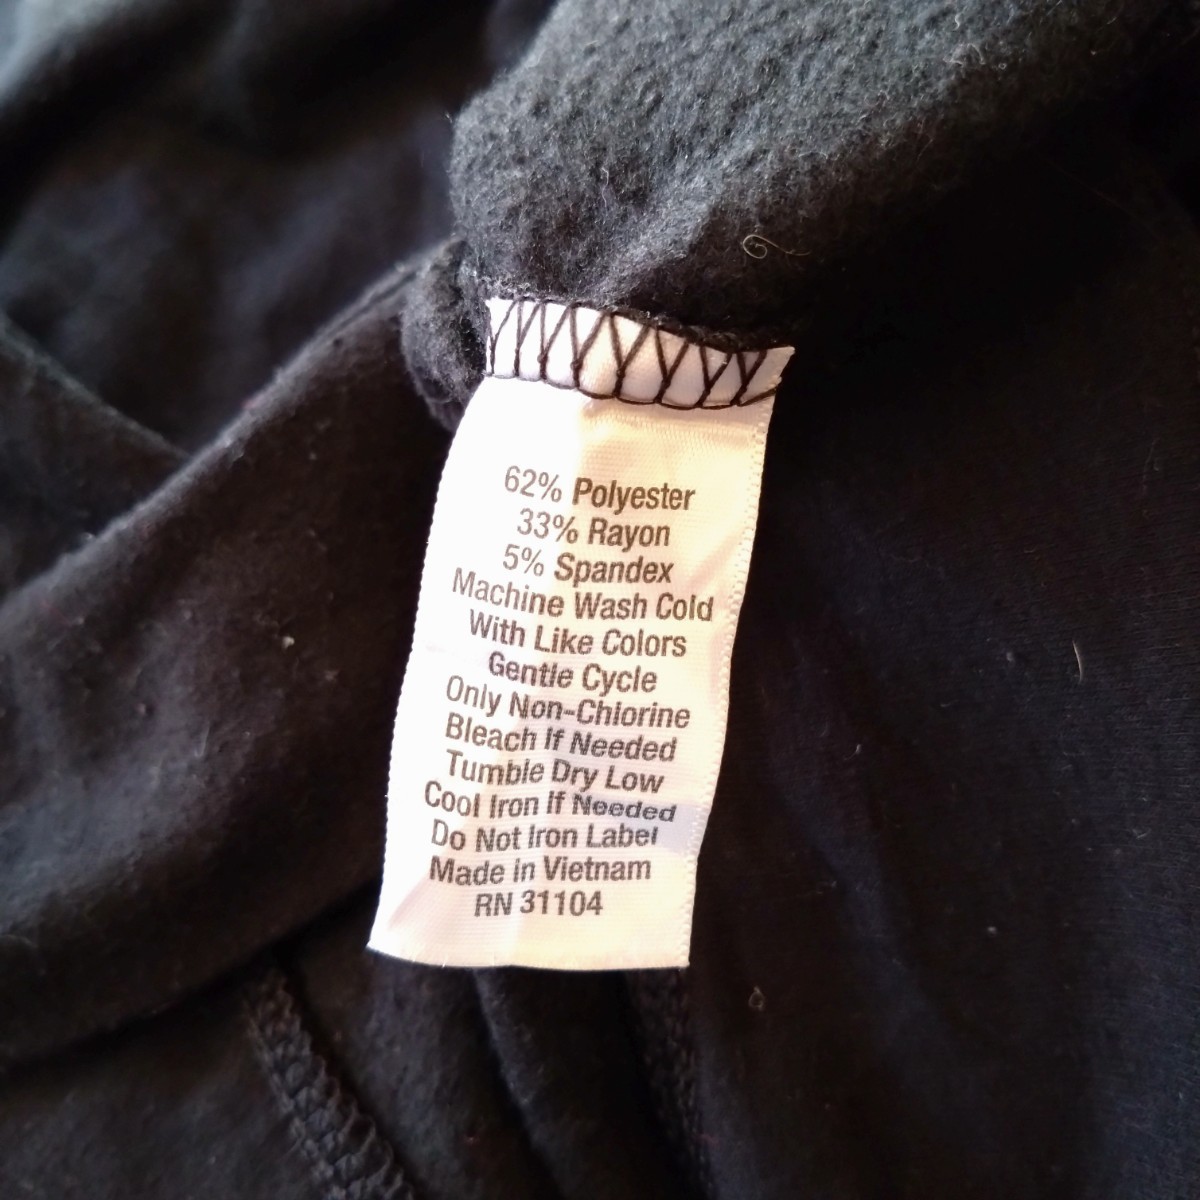 62% Polyester
33% Rayon
5% Spandex
Machine Wash Cold
With Like Colors
Gentle Cycle
Only Non-Chlorine
Bleach If Needed
Tumble Dry Low
Cool Iron If Needed
Do Not Iron Label
Made in Vietnam
RN 31104